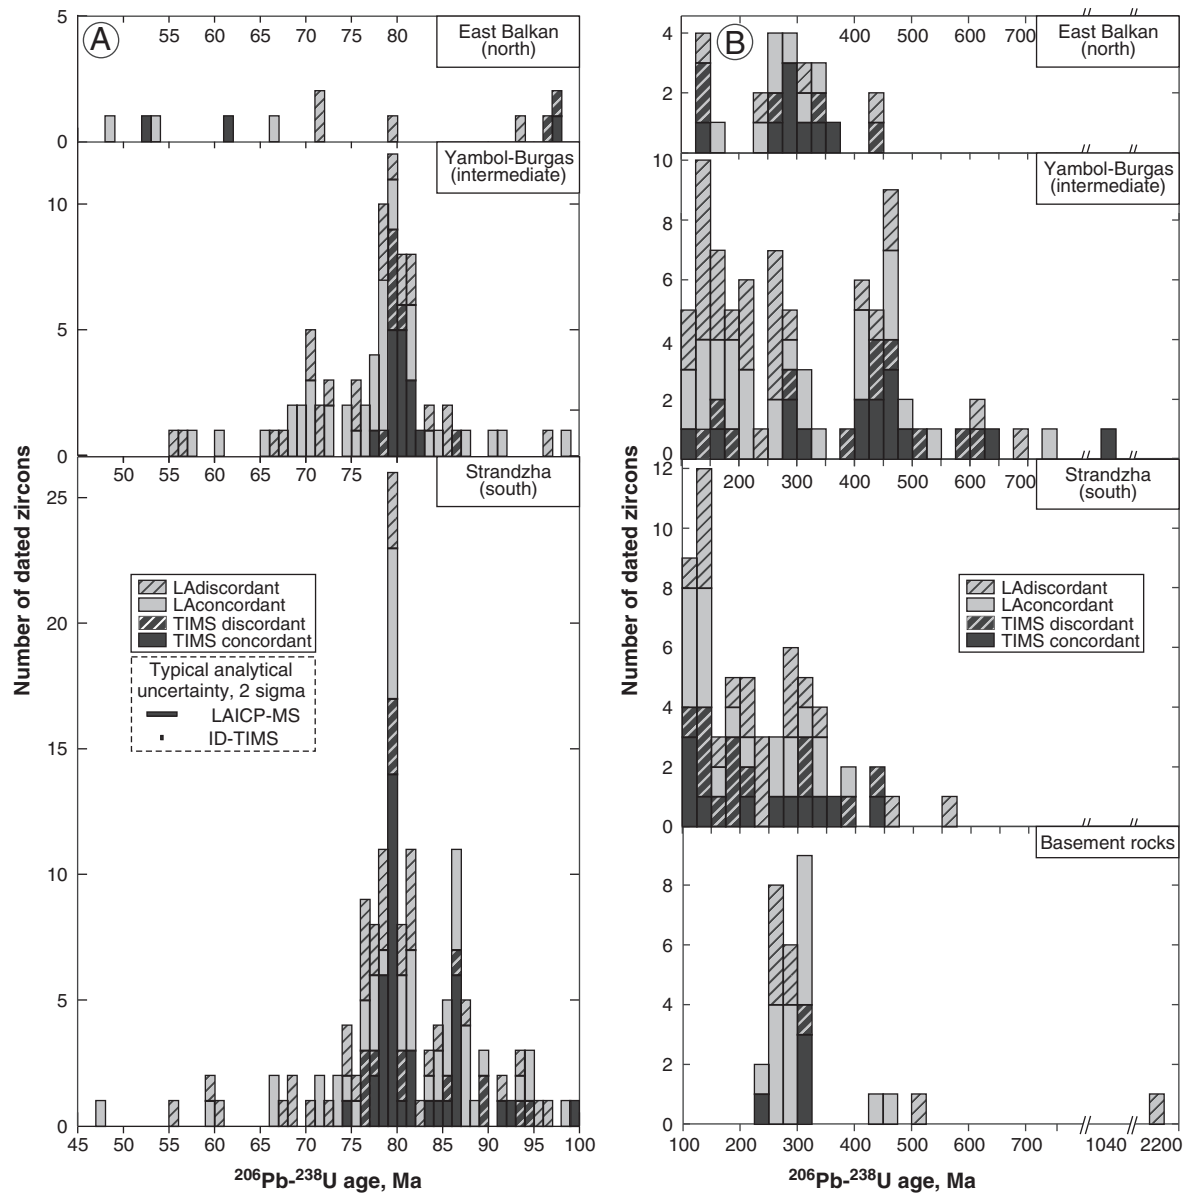 A
5
0
55 60 65 70 75 80
East Balkan
(north)
10
5
0
Yambol-Burgas
(intermediate)
50 55 60 65 70 75 80
25
20
15
10
5
0
Strandzha
(south)
LAdiscordant
LAconcordant
TIMS discordant
TIMS concordant
Typical analytical
uncertainty, 2 sigma
LAICP-MS
ID-TIMS
45 50 55 60 65 70 75 80 85 90 95 100
Number of dated zircons
206Pb-238U age, Ma
B
4
2
400 500 600 700
East Balkan
(north)
10
8
6
4
2
0
Yambol-Burgas
(intermediate)
200 300 400 500 600 700
12
10
8
6
4
2
0
Strandzha
(south)
LAdiscordant
LAconcordant
TIMS discordant
TIMS concordant
Basement rocks
8
6
4
2
0
100 200 300 400 500 600 700 1040 2200
Number of dated zircons
206Pb-238U age, Ma